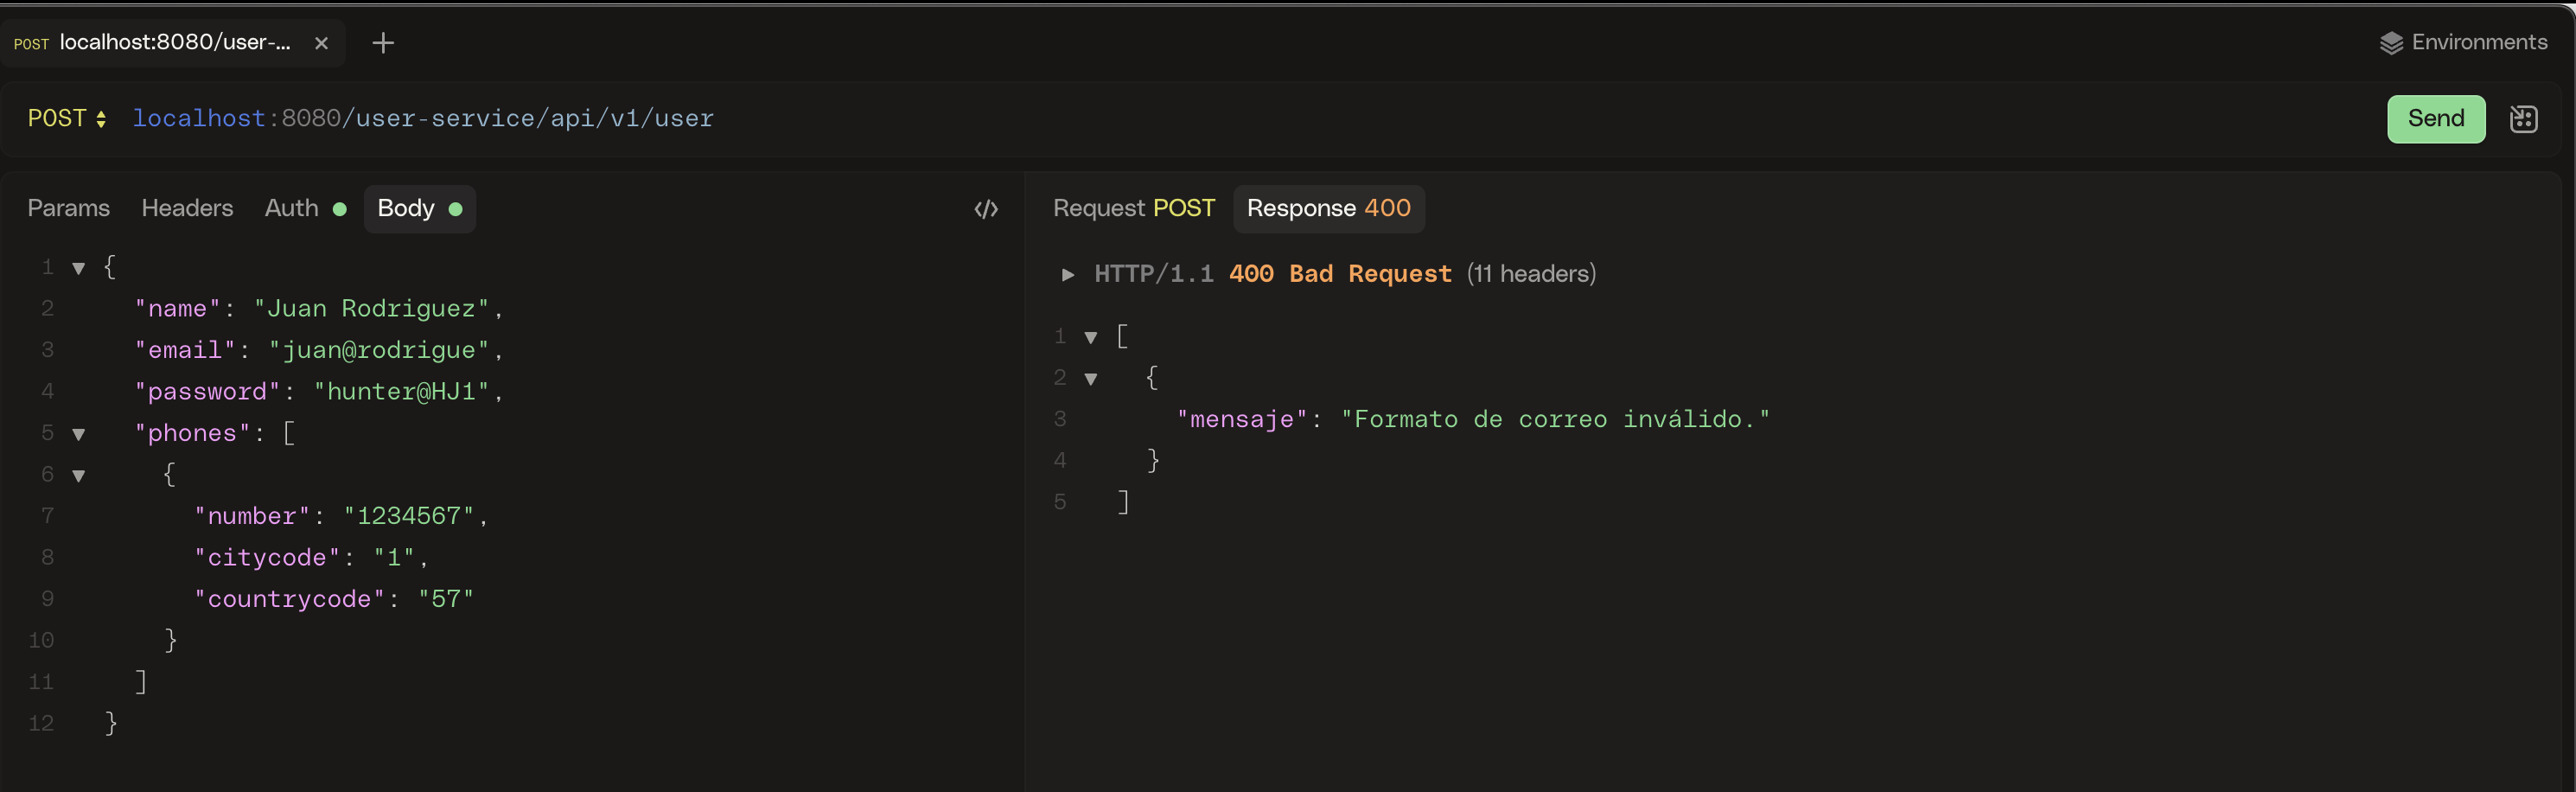 POST localhost:8080/user-...
Environments
POST localhost:8080/user-service/api/v1/user
Send
Params Headers Auth Body
1 {
2 "name": "Juan Rodriguez",
3 "email": "juan@rodrigue",
4 "password": "hunter@HJ1",
5 "phones": [
6 {
7 "number": "1234567",
8 "citycode": "1",
9 "countrycode": "57"
10 }
11 ]
12 }
Request POST Response 400
HTTP/1.1 400 Bad Request (11 headers)
1 [
2 {
3 "mensaje": "Formato de correo inválido."
4 }
5 ]